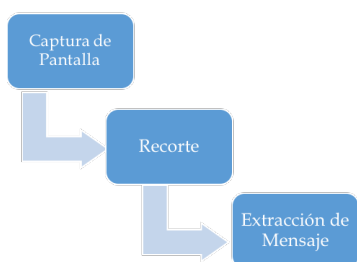 Captura de
Pantalla
Recorte
Extracción de
Mensaje